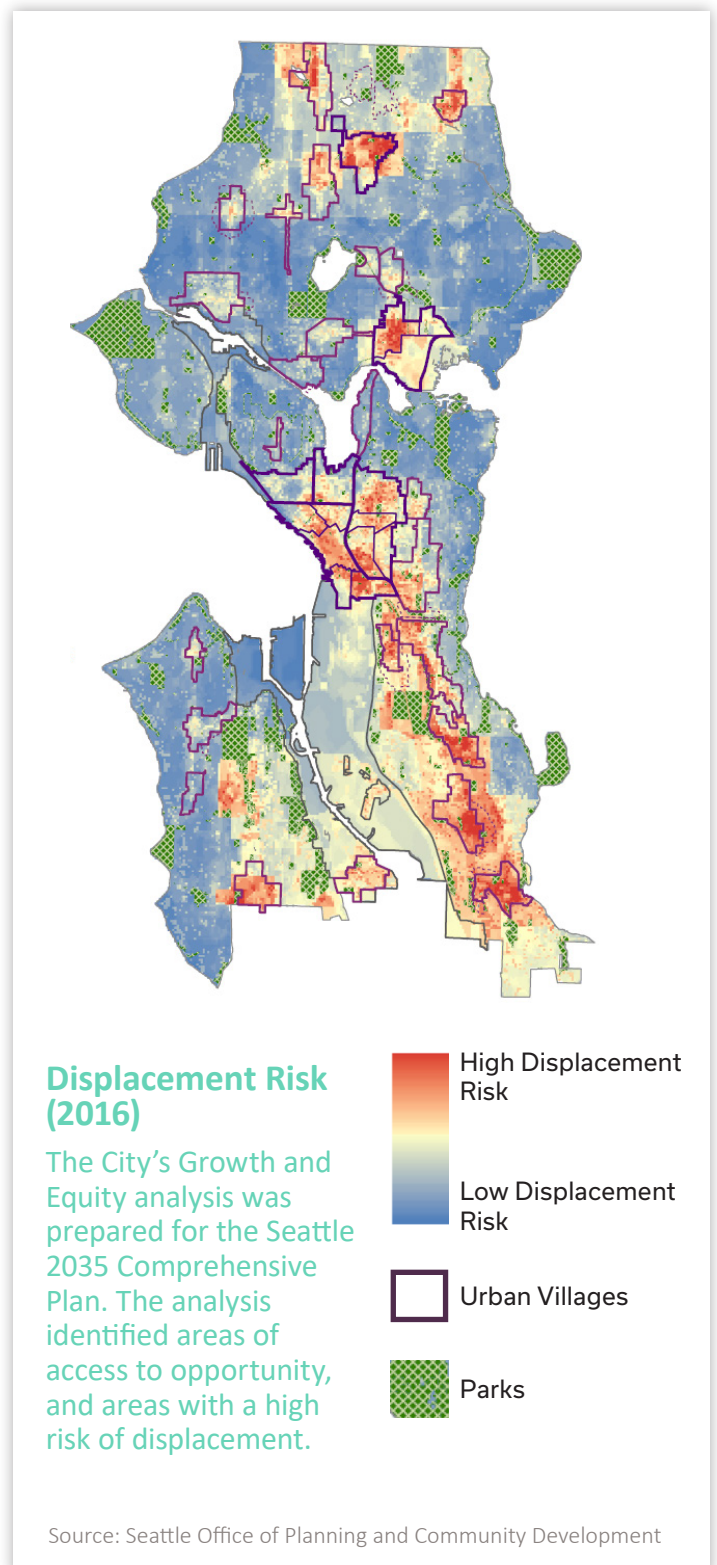 Displacement Risk
(2016)
The City’s Growth and
Equity analysis was
prepared for the Seattle
2035 Comprehensive
Plan. The analysis
identified areas of
access to opportunity,
and areas with a high
risk of displacement.
High Displacement
Risk
Low Displacement
Risk
Urban Villages
Parks
Source: Seattle Office of Planning and Community Development